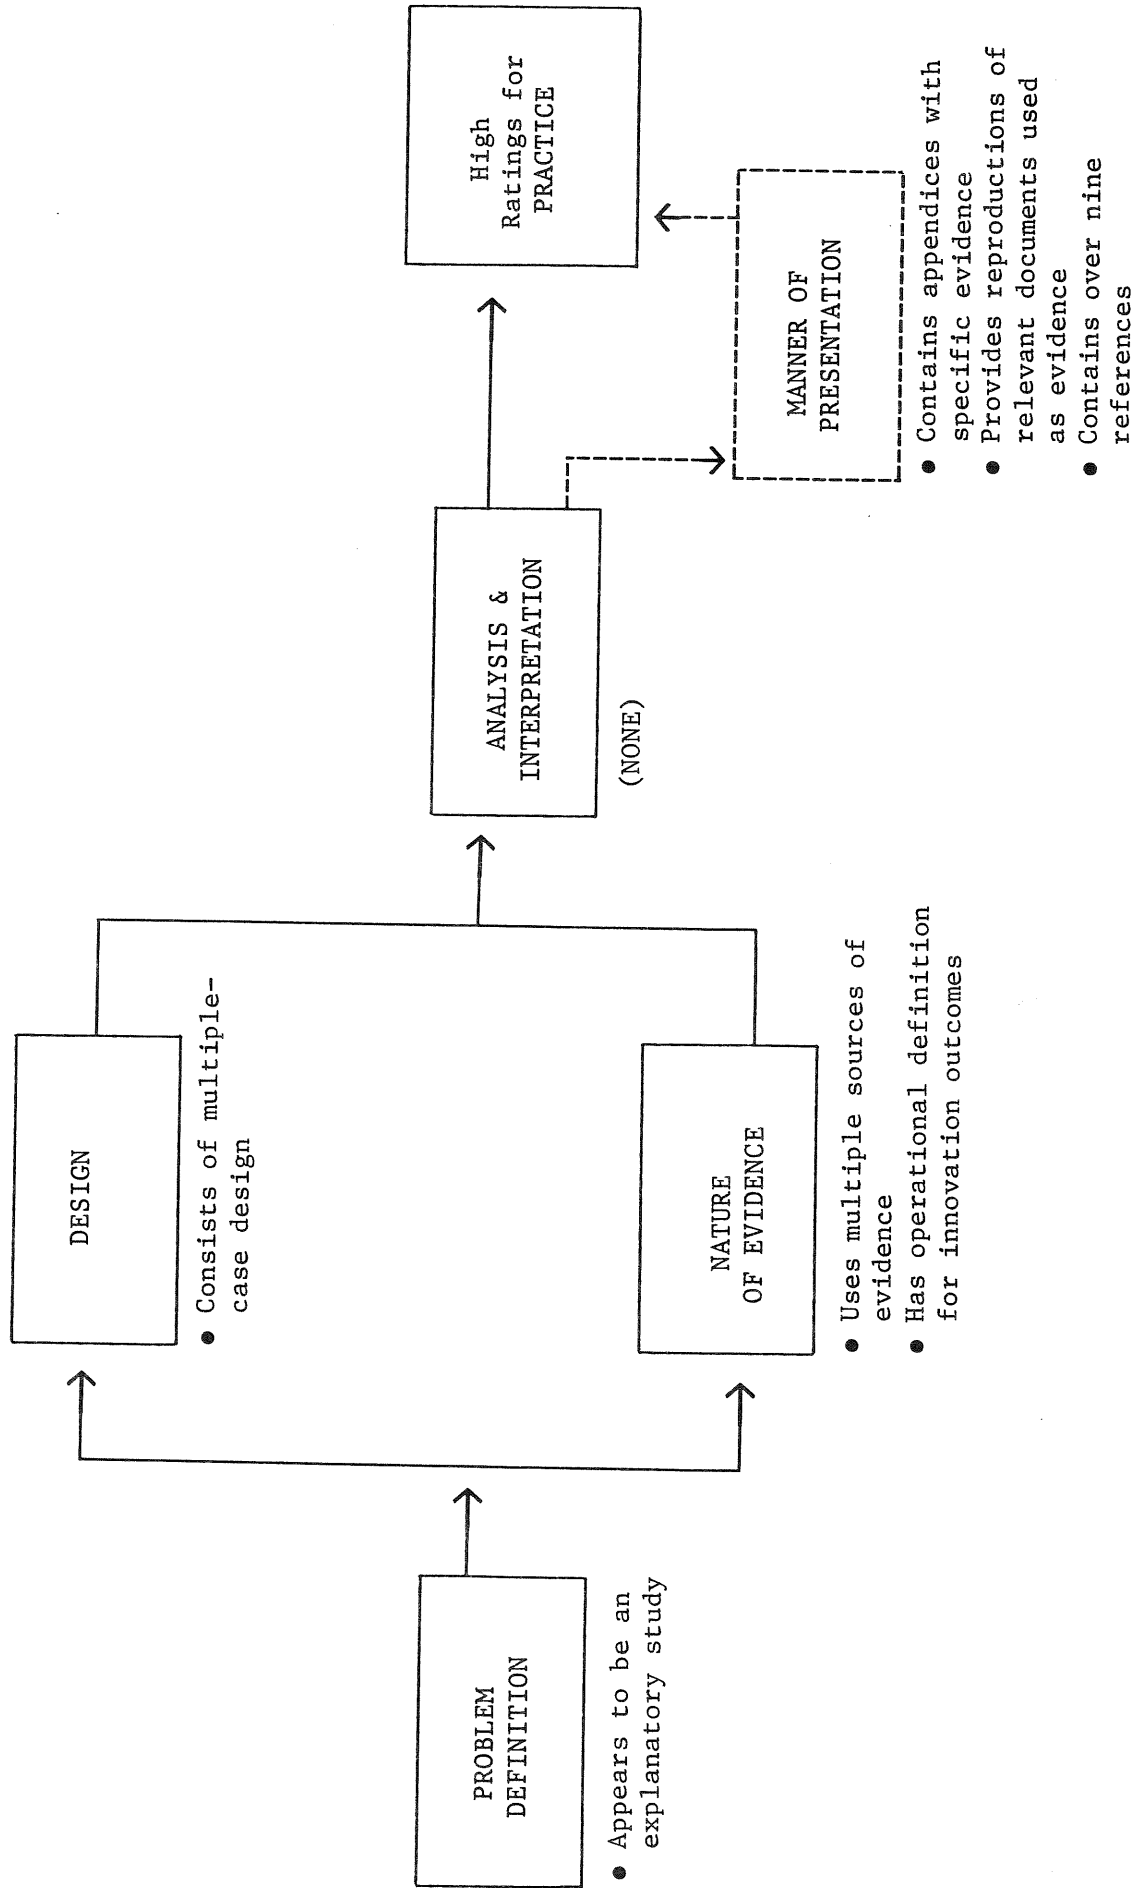 PROBLEM
DEFINITION
● Appears to be an
explanatory study
DESIGN
● Consists of multiple-
case design
NATURE
OF EVIDENCE
● Uses multiple sources of
evidence
● Has operational definition
for innovation outcomes
ANALYSIS &
INTERPRETATION
(NONE)
High
Ratings for
PRACTICE
MANNER OF
PRESENTATION
● Contains appendices with
specific evidence
● Provides reproductions of
relevant documents used
as evidence
● Contains over nine
references